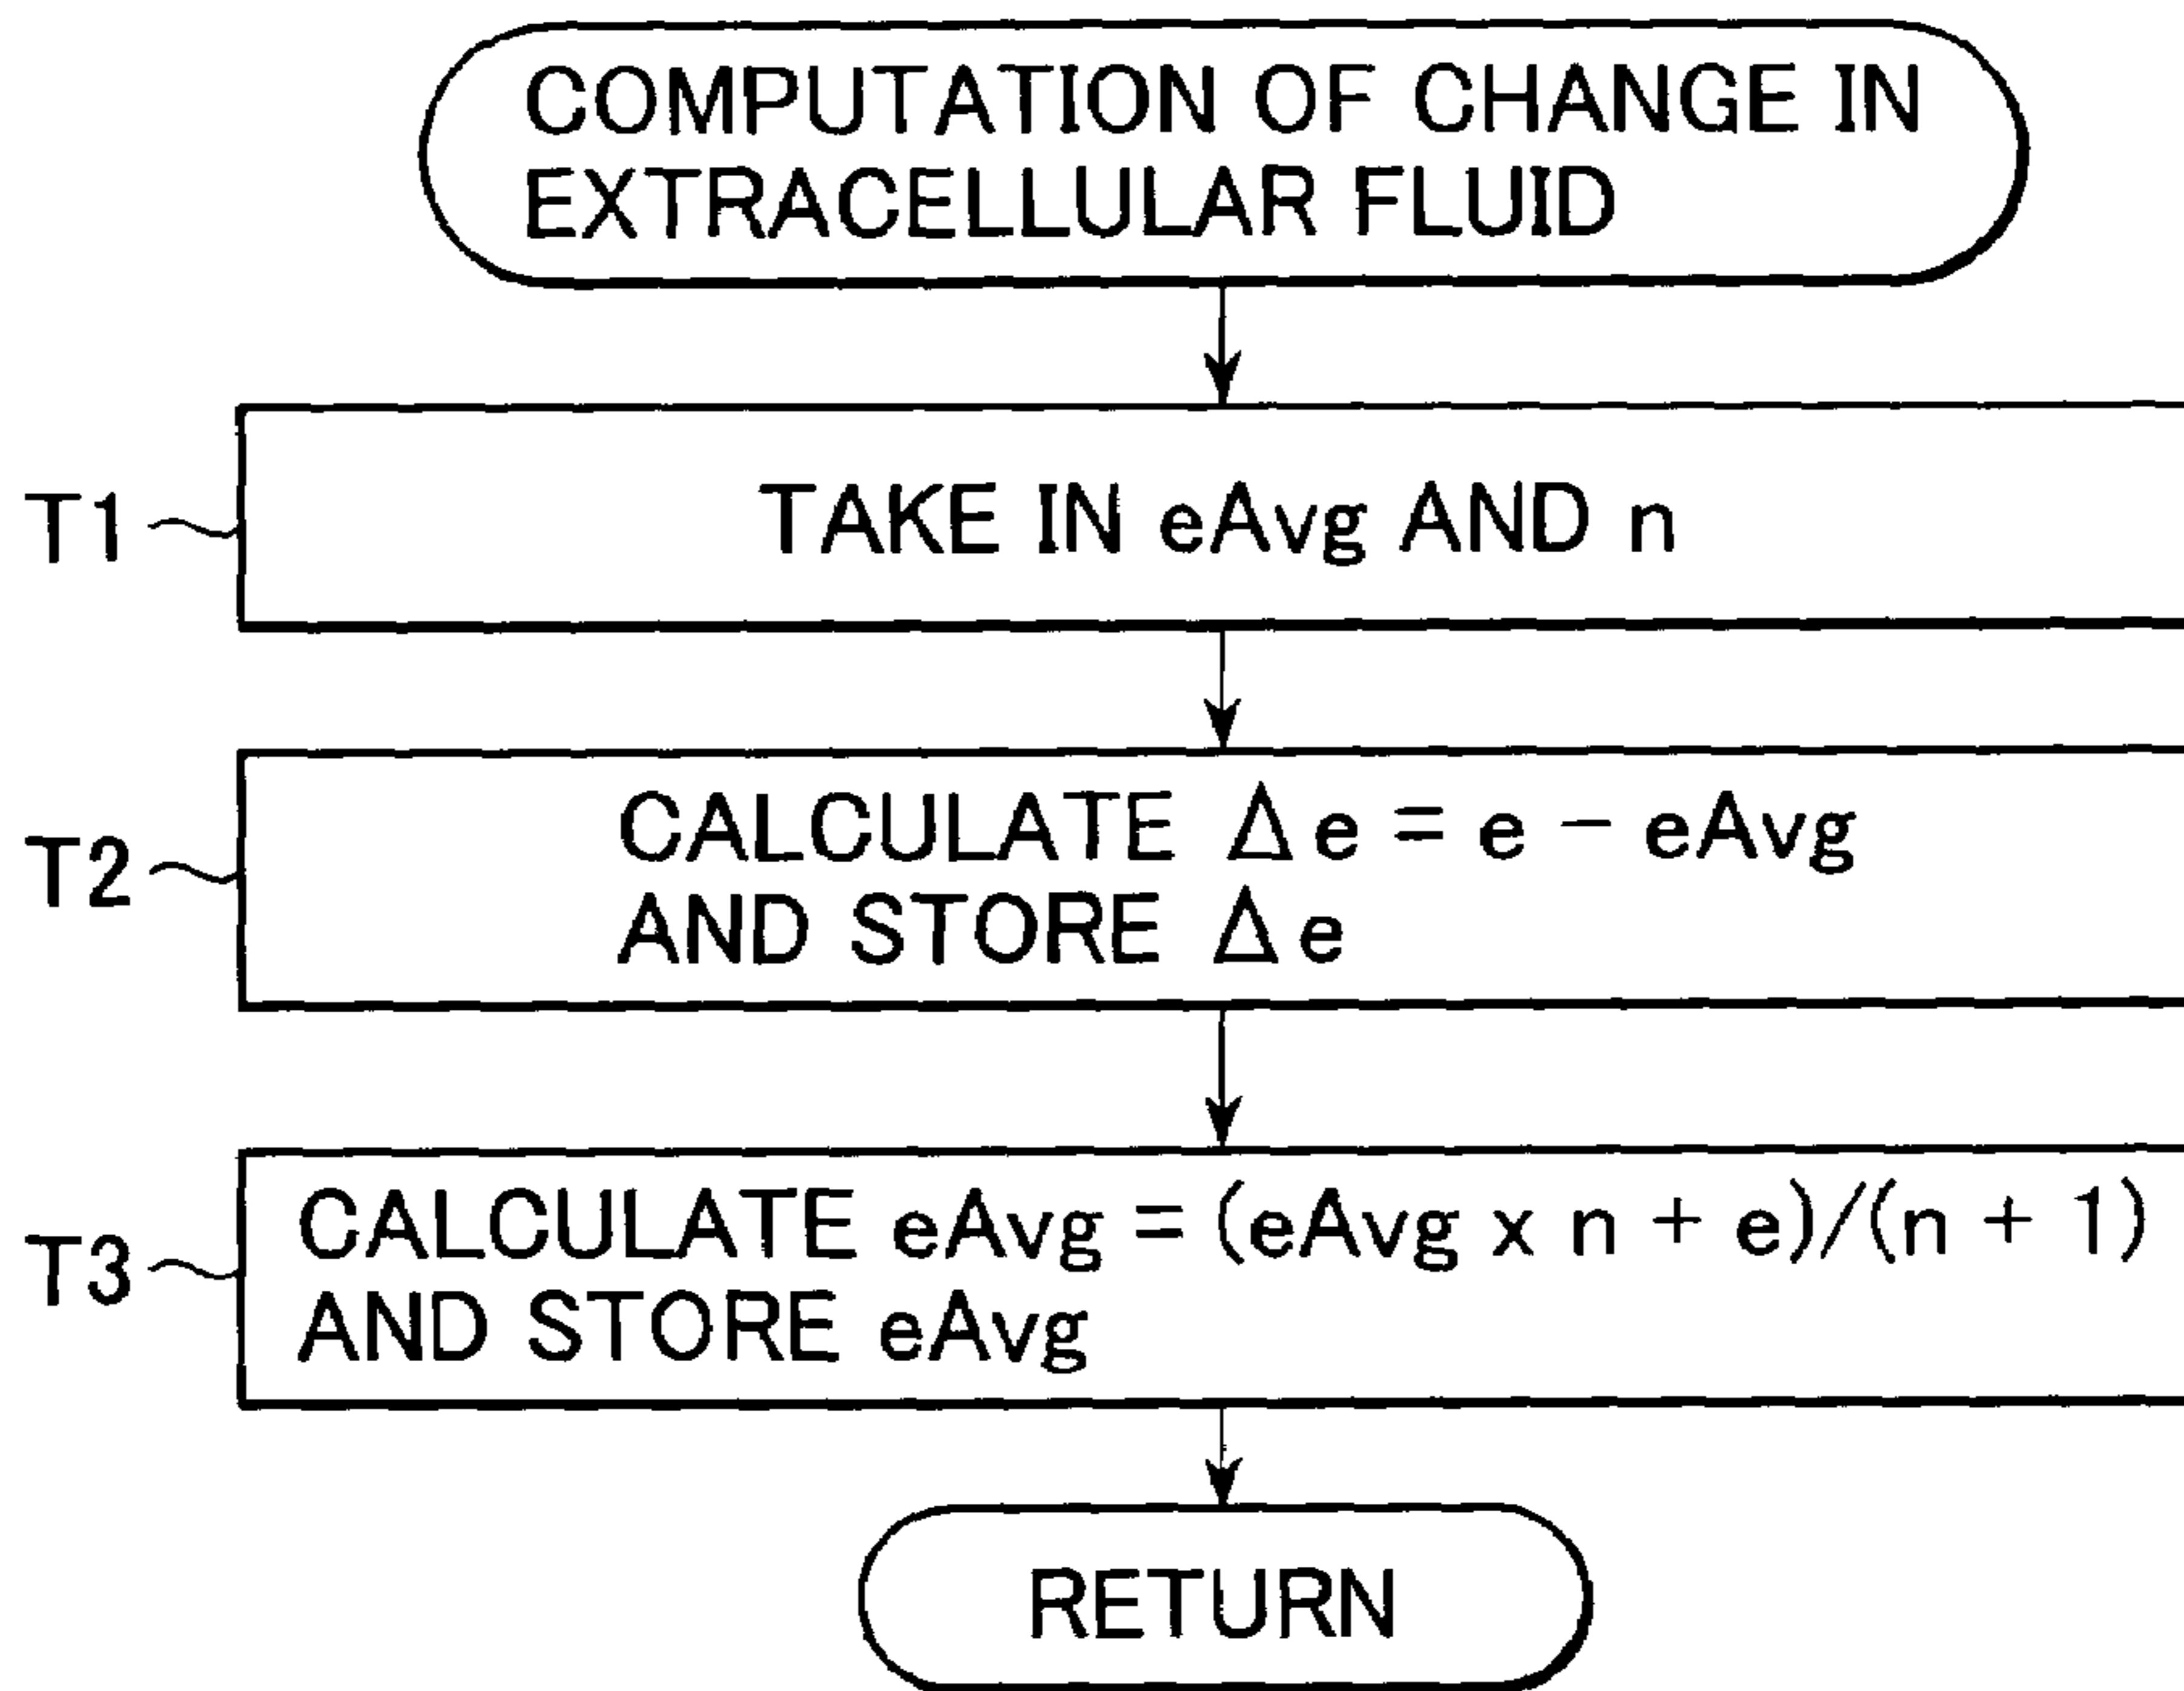 COMPUTATION OF CHANGE IN
EXTRACELLULAR FLUID
T1
TAKE IN eAvg AND n
T2
CALCULATE Δe = e − eAvg
AND STORE Δe
T3
CALCULATE eAvg = (eAvg x n + e)/(n + 1)
AND STORE eAvg
RETURN